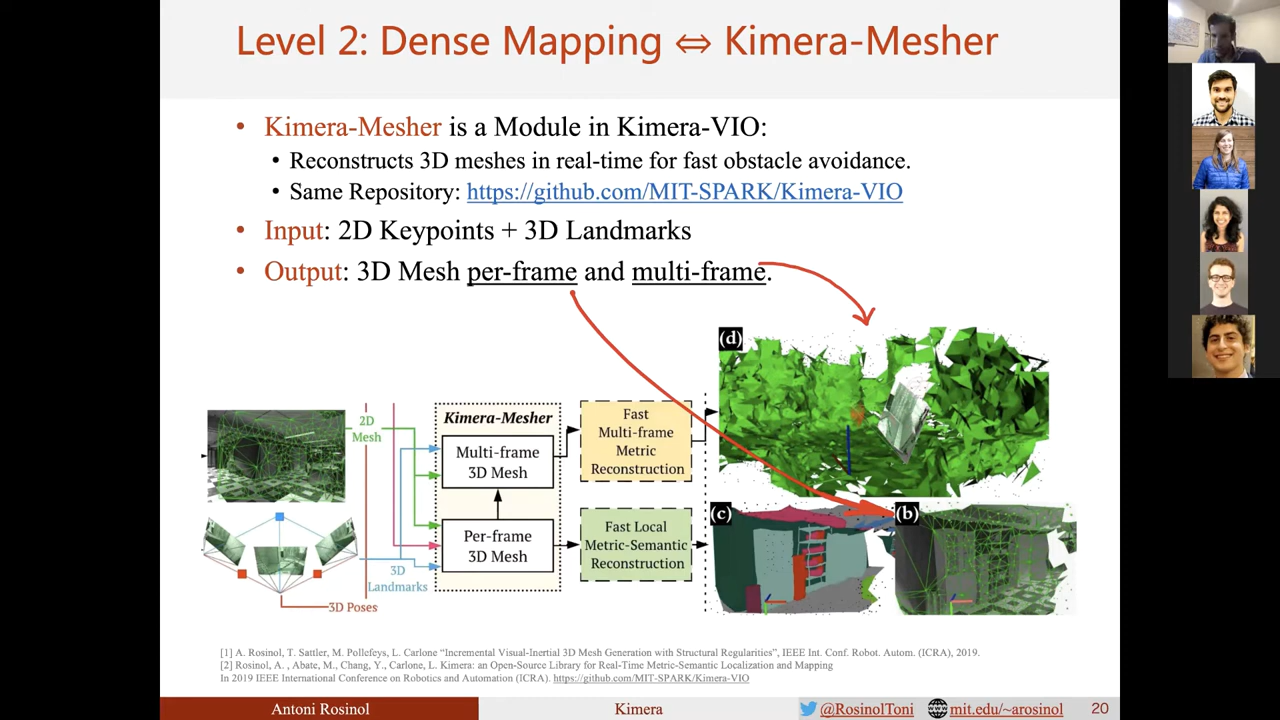 Level 2: Dense Mapping ⇔ Kimera-Mesher
• Kimera-Mesher is a Module in Kimera-VIO:
• Reconstructs 3D meshes in real-time for fast obstacle avoidance.
• Same Repository: https://github.com/MIT-SPARK/Kimera-VIO
• Input: 2D Keypoints + 3D Landmarks
• Output: 3D Mesh per-frame and multi-frame.
(d)
2D
Mesh
Kimera-Mesher
Multi-frame
3D Mesh
Fast
Multi-frame
Metric
Reconstruction
(c)
(b)
Per-frame
3D Mesh
Fast Local
Metric-Semantic
Reconstruction
3D
Landmarks
3D Poses
[1] A. Rosinol, T. Sattler, M. Pollefeys, L. Carlone “Incremental Visual-Inertial 3D Mesh Generation with Structural Regularities”, IEEE Int. Conf. Robot. Autom. (ICRA), 2019.
[2] Rosinol, A. , Abate, M., Chang, Y., Carlone, L. Kimera: an Open-Source Library for Real-Time Metric-Semantic Localization and Mapping
In 2019 IEEE International Conference on Robotics and Automation (ICRA). https://github.com/MIT-SPARK/Kimera-VIO
Antoni Rosinol
Kimera
@RosinolToni
mit.edu/~arosinol
20